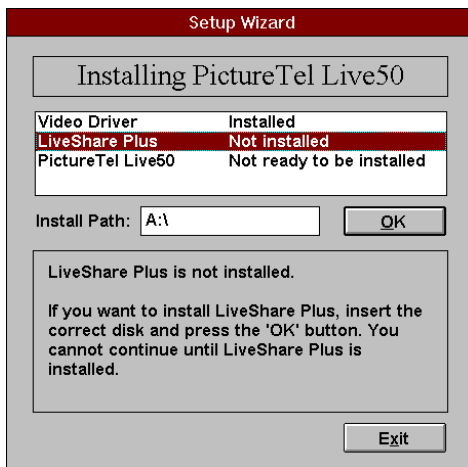 Setup Wizard
Installing PictureTel Live50
Video Driver Installed
LiveShare Plus Not installed
PictureTel Live50 Not ready to be installed
Install Path: A:\ OK
LiveShare Plus is not installed.
If you want to install LiveShare Plus, insert the
correct disk and press the 'OK' button. You
cannot continue until LiveShare Plus is
installed.
Exit